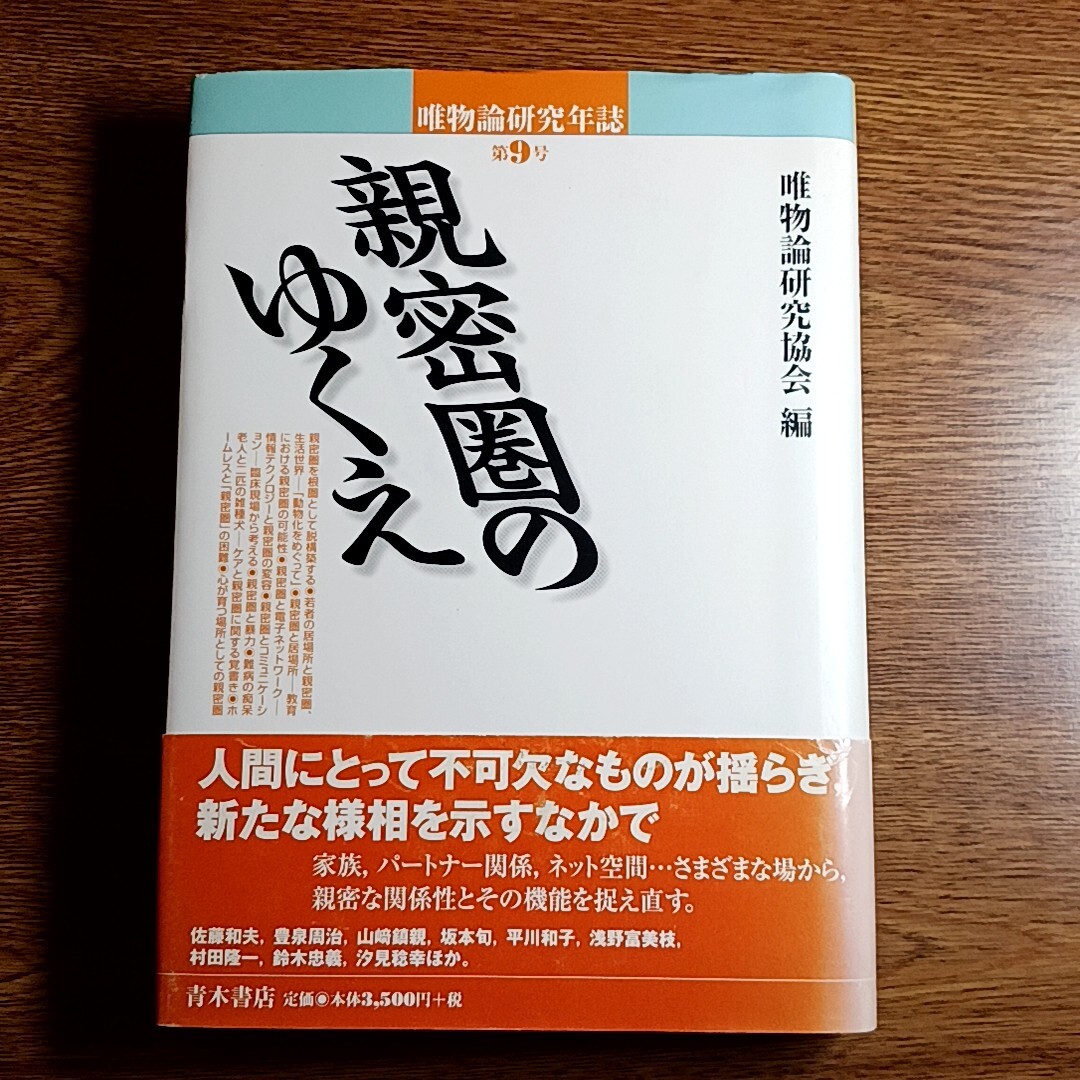 唯物論研究年誌
第9号
唯物論研究協会 編
親密圏の
ゆくえ
親密圏を根圏として脱構築する●若者の居場所と親密圏、
生活世界──「動物化をめぐって」●親密圏と居場所──教育
における親密圏の可能性●親密圏と電子ネットワーク──
情報テクノロジーと親密圏の変容●親密圏とコミュニケーシ
ョン──臨床現場から考える●親密圏と暴力●難病の痴呆
老人と二匹の雑種犬──ケアと親密圏に関する覚書き●ホ
ームレスと「親密圏」の困難●心が育つ場所としての親密圏
人間にとって不可欠なものが揺らぎ
新たな様相を示すなかで
家族，パートナー関係，ネット空間…さまざまな場から，
親密な関係性とその機能を捉え直す。
佐藤和夫，豊泉周治，山﨑鎮親，坂本旬，平川和子，浅野富美枝，
村田隆一，鈴木忠義，汐見稔幸ほか。
青木書店 定価◉本体3,500円+税